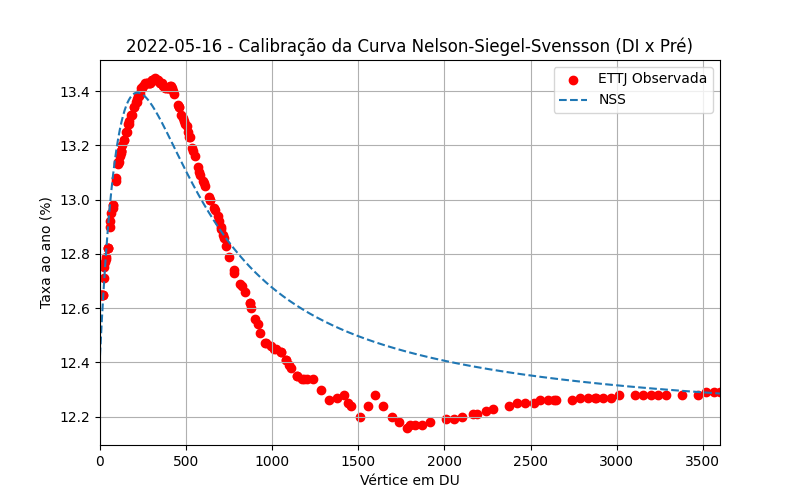 2022-05-16 - Calibração da Curva Nelson-Siegel-Svensson (DI x Pré)
ETTJ Observada
NSS
Taxa ao ano (%)
13.4
13.2
13.0
12.8
12.6
12.4
12.2
0 500 1000 1500 2000 2500 3000 3500
Vértice em DU